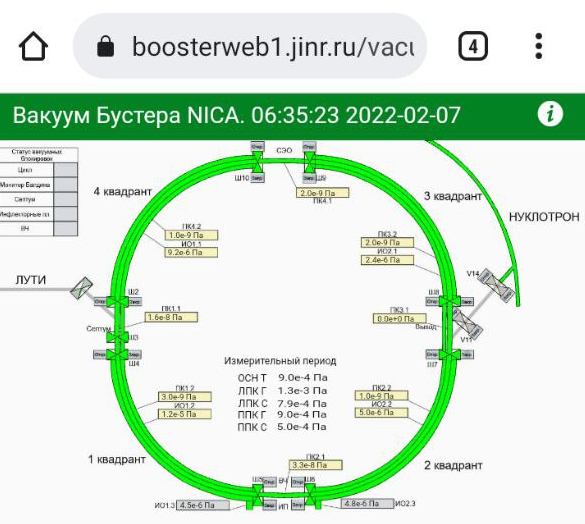 boosterweb1.jinr.ru/vacu
4
Вакуум Бустера NICA. 06:35:23 2022-02-07
Статус вакуумных
блокировок
Цикл
Септум
ВЧ
СЭО
Ш10
Ш9
2.0e-9 Па
ПК4.1
4 квадрант
3 квадрант
НУКЛОТРОН
ПК4.2
1.0e-9 Па
ИО1.1
9.2e-6 Па
ПК3.2
2.0e-9 Па
ИО2.1
2.4e-6 Па
ЛУТИ
Ш2
Ш8
V14
ПК1.1
1.6e-8 Па
ПК3.1
0.0e+0 Па
Септум
Ш3
Выход
V11
Ш4
Ш7
Измерительный период
ОСН Т 9.0e-4 Па
ЛПК Г 1.3e-3 Па
ЛПК С 7.9e-4 Па
ППК Г 9.0e-4 Па
ППК С 5.0e-4 Па
ПК1.2
3.0e-9 Па
ИО1.2
1.2e-5 Па
ПК2.2
1.0e-9 Па
ИО2.2
5.0e-6 Па
1 квадрант
2 квадрант
ПК2.1
3.3e-8 Па
Ш5
ВЧ
Ш6
ИО1.3 4.5e-6 Па
ИП
4.8e-6 Па ИО2.3